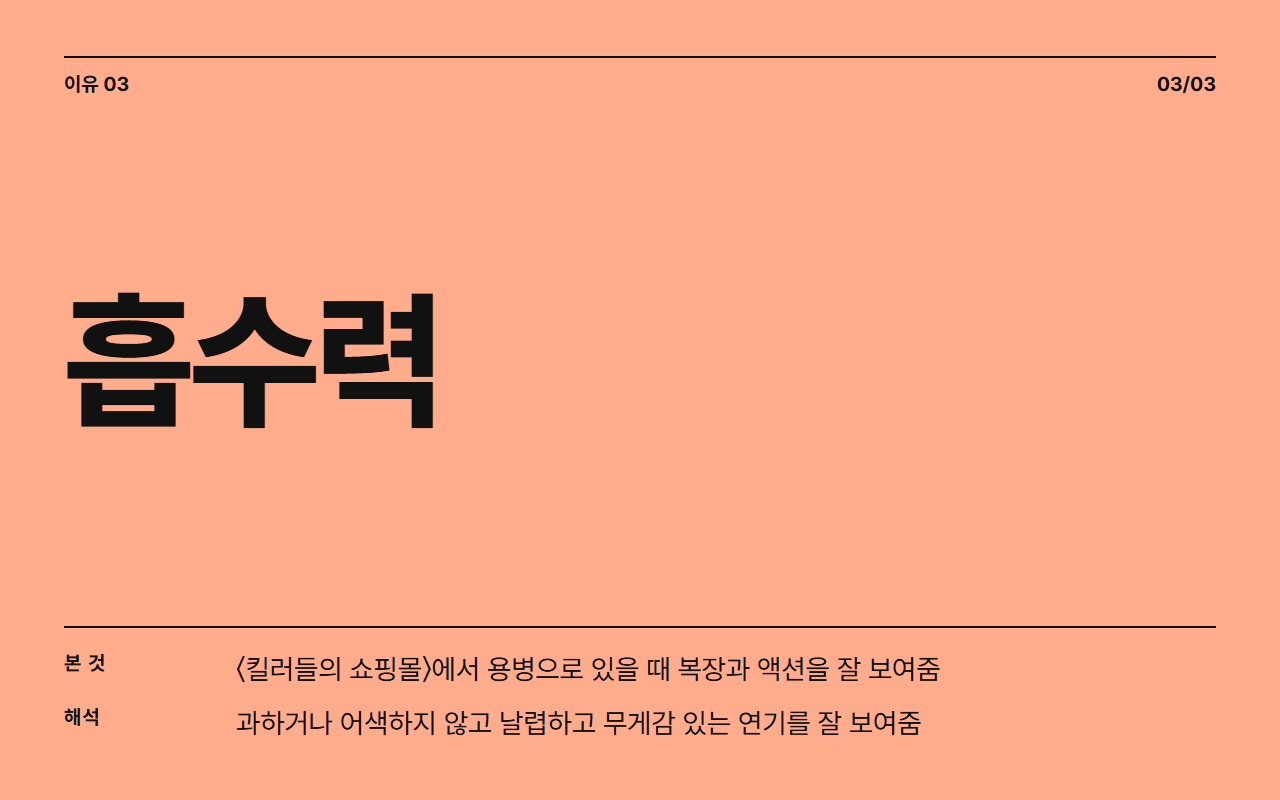 이유 03
03/03
흡수력
본 것
〈킬러들의 쇼핑몰〉에서 용병으로 있을 때 복장과 액션을 잘 보여줌
해석
과하거나 어색하지 않고 날렵하고 무게감 있는 연기를 잘 보여줌